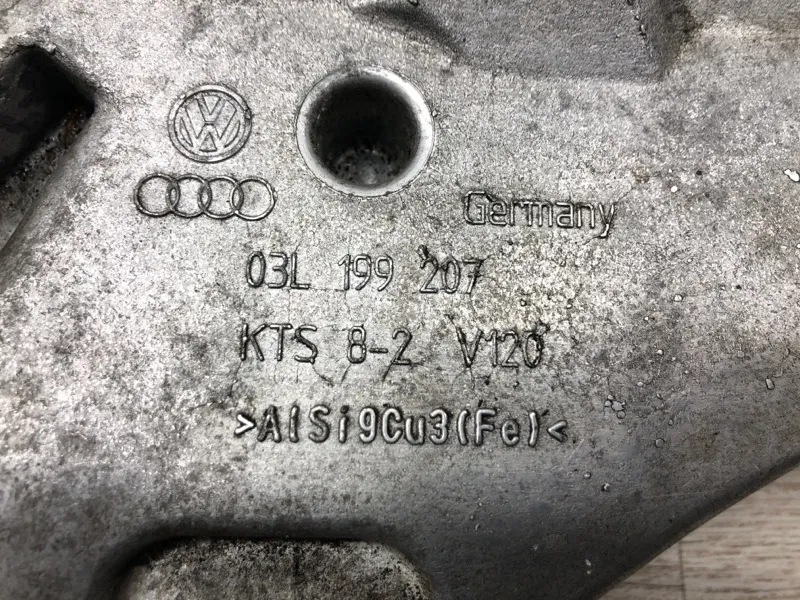 Germany
03L 199 207
KTS 8-2 V120
>AlSi9Cu3(Fe)<